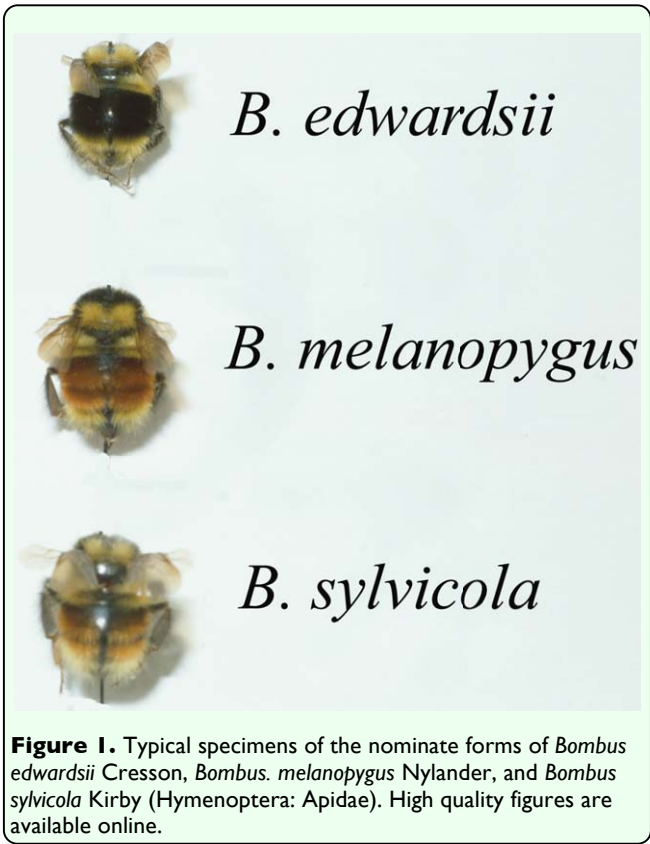 B. edwardsii
B. melanopygus
B. sylvicola
Figure 1. Typical specimens of the nominate forms of Bombus
edwardsii Cresson, Bombus. melanopygus Nylander, and Bombus
sylvicola Kirby (Hymenoptera: Apidae). High quality figures are
available online.